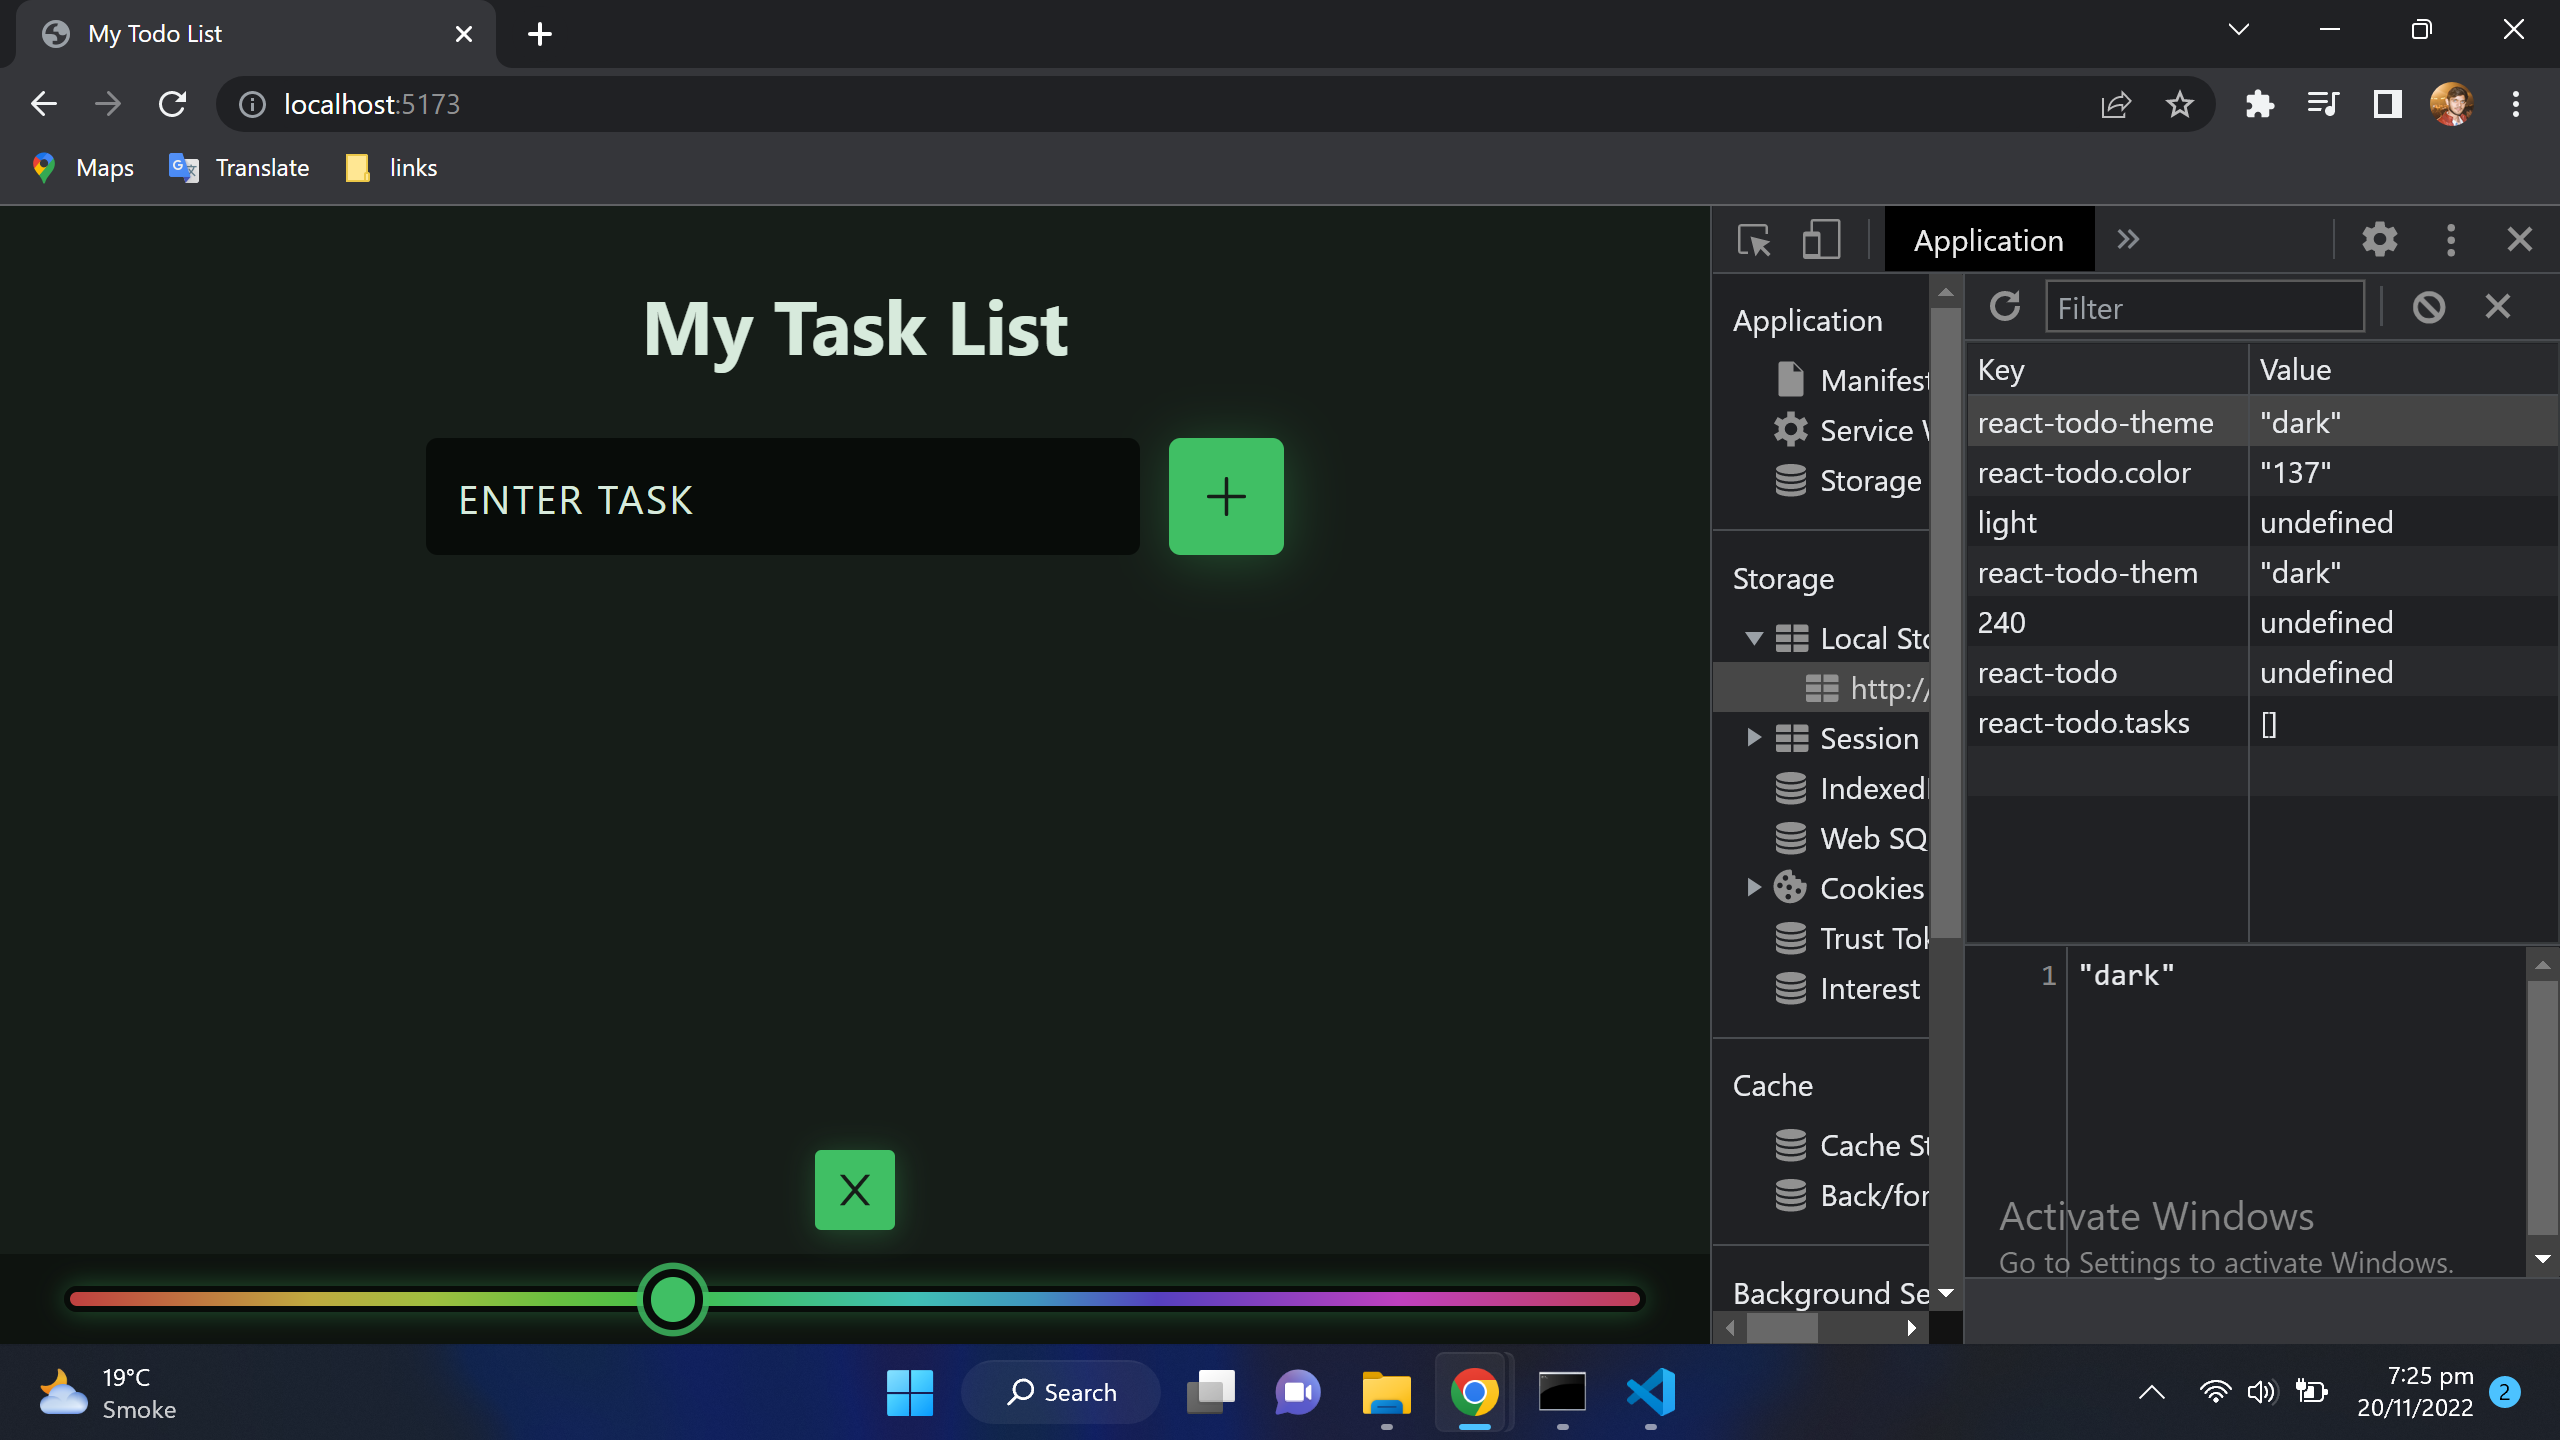 My Todo List
localhost:5173
Maps
Translate
links
My Task List
ENTER TASK
X
Application
Application
Manifest
Service W
Storage
Storage
Local Sto
http://
Session
Indexed
Web SQ
Cookies
Trust Tok
Interest
Cache
Cache St
Back/for
Background Se
Filter
Key Value
react-todo-theme "dark"
react-todo.color "137"
light undefined
react-todo-them "dark"
240 undefined
react-todo undefined
react-todo.tasks []
1 "dark"
Activate Windows
Go to Settings to activate Windows.
19°C
Smoke
Search
7:25 pm
20/11/2022
2